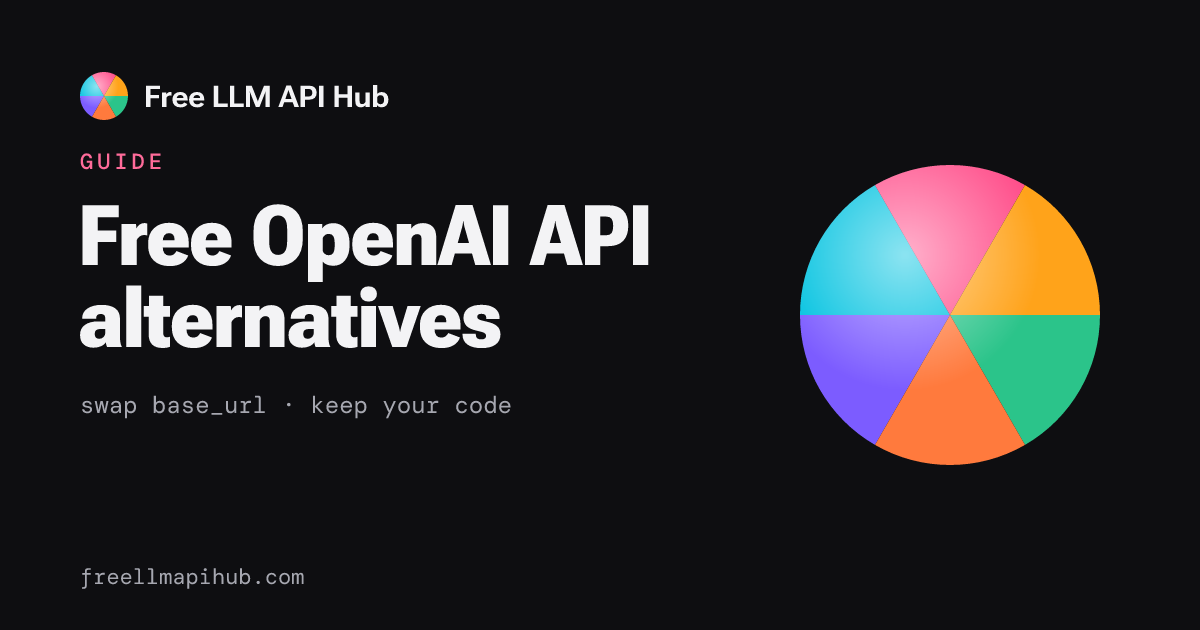 Free LLM API Hub
GUIDE
Free OpenAI API
alternatives
swap base_url · keep your code
freellmapihub.com